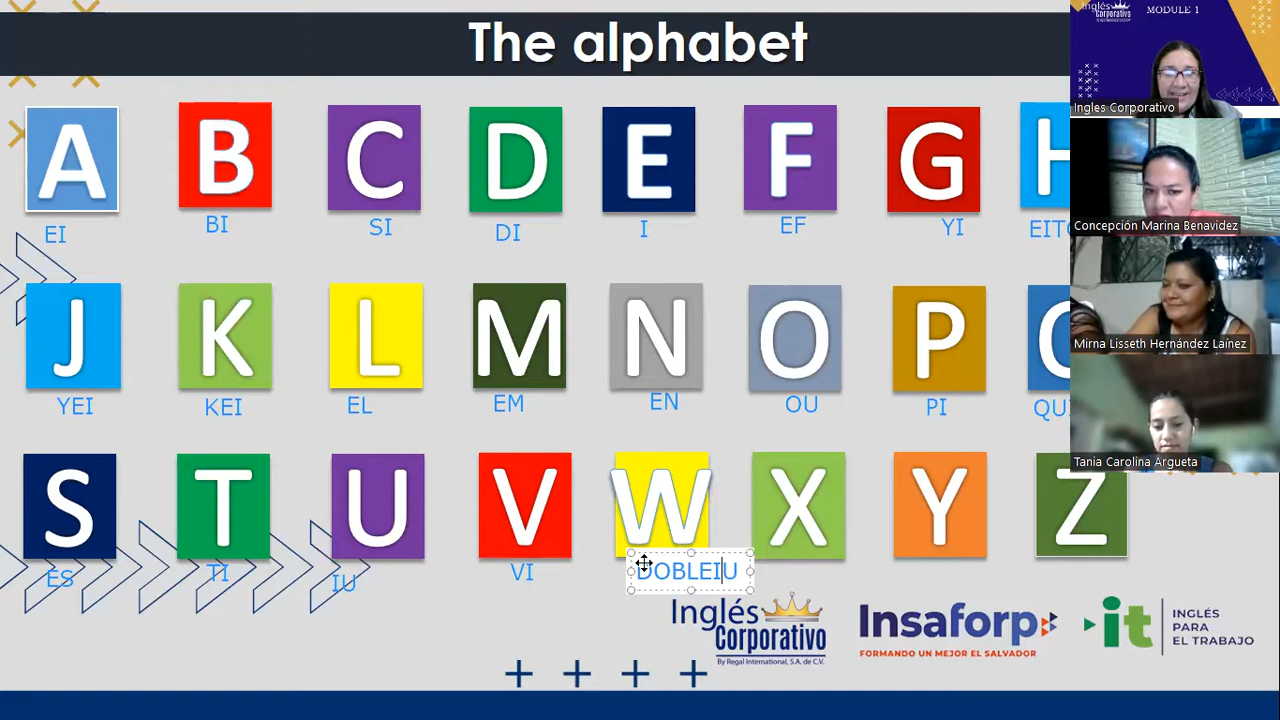 The alphabet
Inglés
Corporativo
MODULE 1
Ingles Corporativo
A B C D E F G H
EI BI SI DI I EF YI EIT
Concepción Marina Benavidez
J K L M N O P
YEI KEI EL EM EN OU PI
Mirna Lisseth Hernández Laínez
S T U V W X Y Z
ES TI IU VI DOBLEIU
Tania Carolina Argueta
Inglés
Corporativo
By Regal International, S.A. de C.V.
Insaforp
FORMANDO UN MEJOR EL SALVADOR
it
INGLÉS
PARA
EL TRABAJO